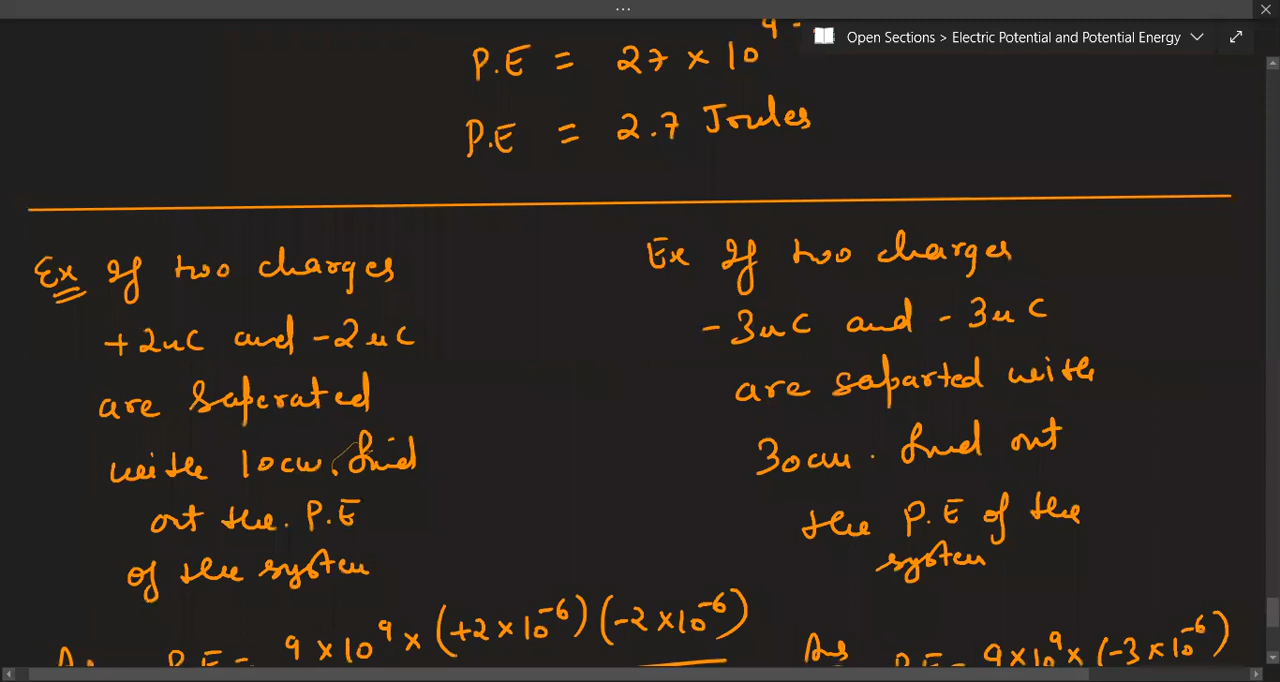 ...
Open Sections > Electric Potential and Potential Energy
P.E = 27 × 10
P.E = 2.7 Joules
Ex If two charges
+2uC and -2uC
are Saperated
with 10cm. find
out the. P.E
of the system
9 × 10⁹ × (+2 × 10⁻⁶) (-2 × 10⁻⁶)
Ex If two charges
-3uC and -3uC
are saparted with
30cm. find out
the P.E of the
system
Ans
P.E = 9×10⁹× (-3 × 10⁻⁶)